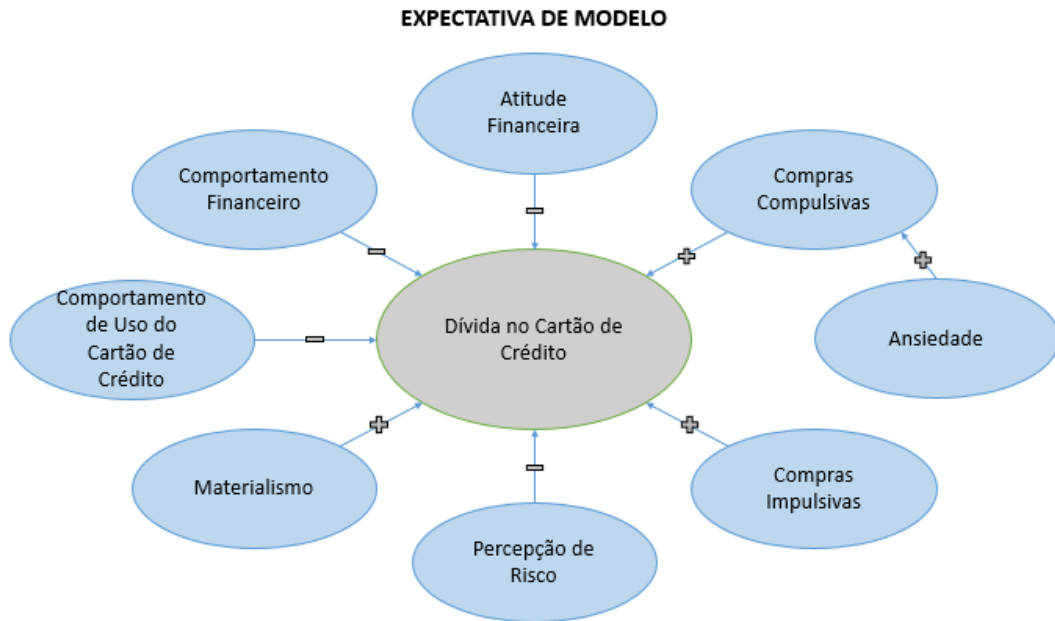 EXPECTATIVA DE MODELO
Atitude
Financeira
Comportamento
Financeiro
Compras
Compulsivas
Comportamento
de Uso do
Cartão de
Crédito
Dívida no Cartão de
Crédito
Ansiedade
Materialismo
Compras
Impulsivas
Percepção de
Risco